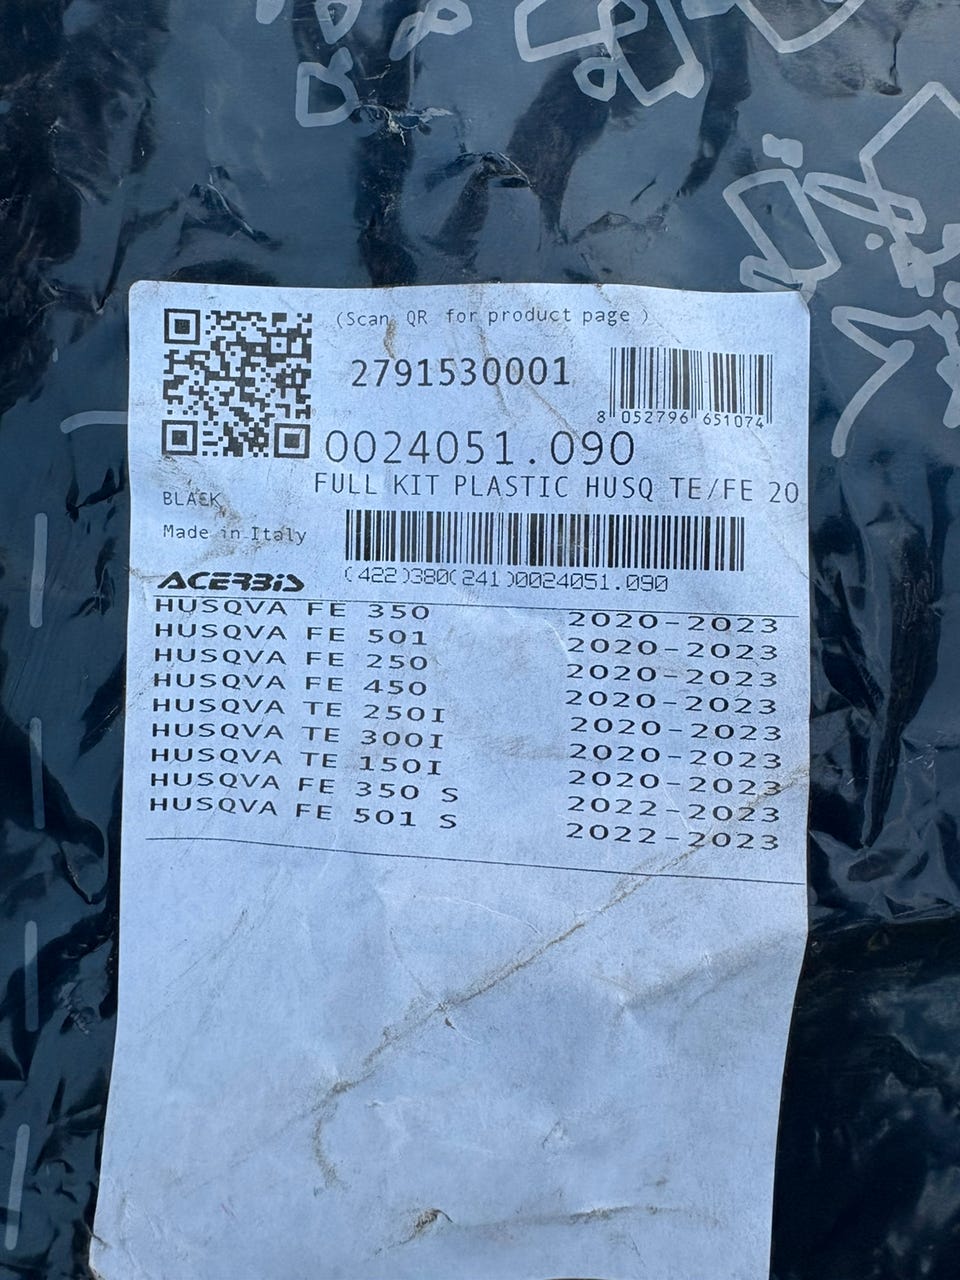 (Scan QR for product page )
2791530001
8 052796 651074
0024051.090
FULL KIT PLASTIC HUSQ TE/FE 20
BLACK
Made in Italy
(422)380(241)0024051.090
ACERBIS
HUSQVA FE 350 2020-2023
HUSQVA FE 501 2020-2023
HUSQVA FE 250 2020-2023
HUSQVA FE 450 2020-2023
HUSQVA TE 250I 2020-2023
HUSQVA TE 300I 2020-2023
HUSQVA TE 150I 2020-2023
HUSQVA FE 350 S 2022-2023
HUSQVA FE 501 S 2022-2023